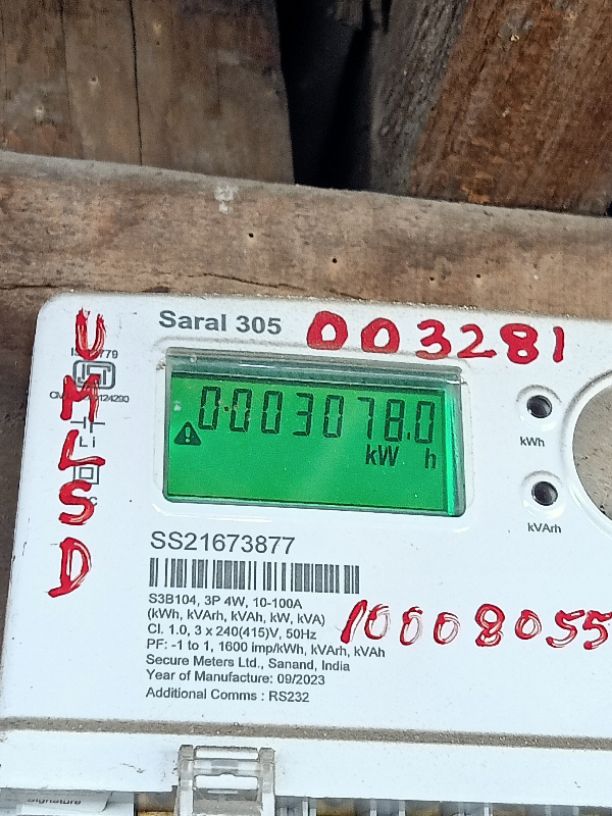 Saral 305
003281
UMLSD
0003078.0
kW h
kWh
kVArh
SS21673877
S3B104, 3P 4W, 10-100A
(kWh, kVArh, kVAh, kW, kVA)
Cl. 1.0, 3 x 240(415)V, 50Hz
PF: -1 to 1, 1600 imp/kWh, kVArh, kVAh
Secure Meters Ltd., Sanand, India
Year of Manufacture: 09/2023
Additional Comms : RS232
10008055
Signature